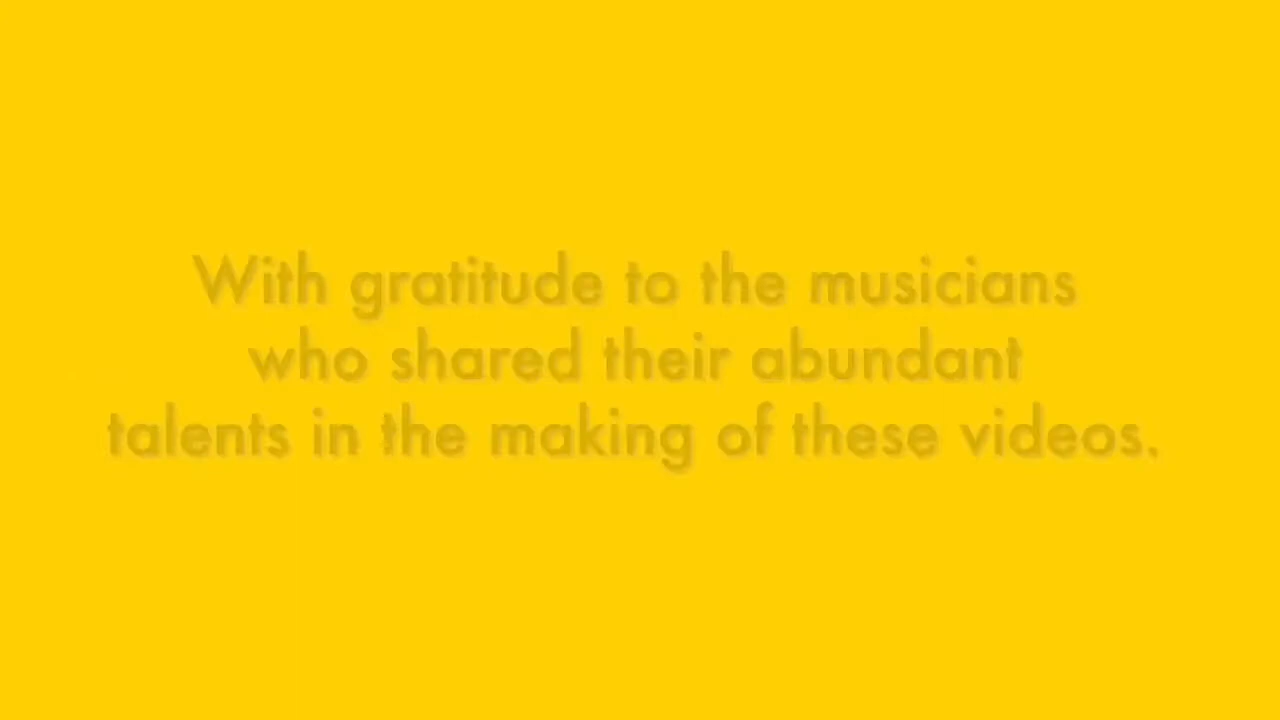 With gratitude to the musicians
who shared their abundant
talents in the making of these videos.